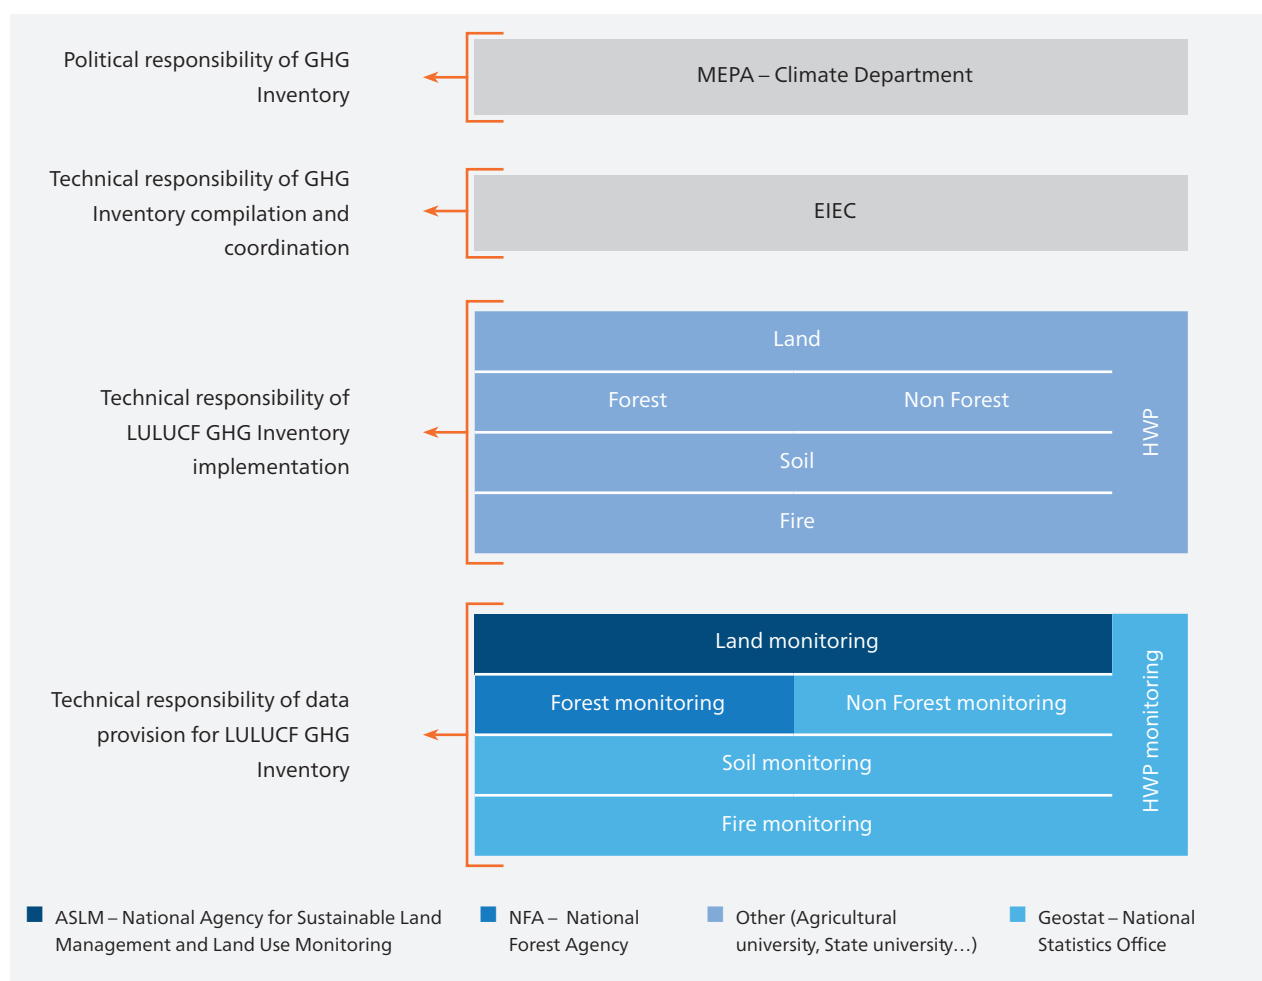 Political responsibility of GHG
Inventory
MEPA – Climate Department
Technical responsibility of GHG
Inventory compilation and
coordination
EIEC
Technical responsibility of
LULUCF GHG Inventory
implementation
Land
Forest
Non Forest
Soil
Fire
HWP
Technical responsibility of data
provision for LULUCF GHG
Inventory
Land monitoring
Forest monitoring
Non Forest monitoring
Soil monitoring
Fire monitoring
HWP monitoring
ASLM – National Agency for Sustainable Land
Management and Land Use Monitoring
NFA – National
Forest Agency
Other (Agricultural
university, State university…)
Geostat – National
Statistics Office